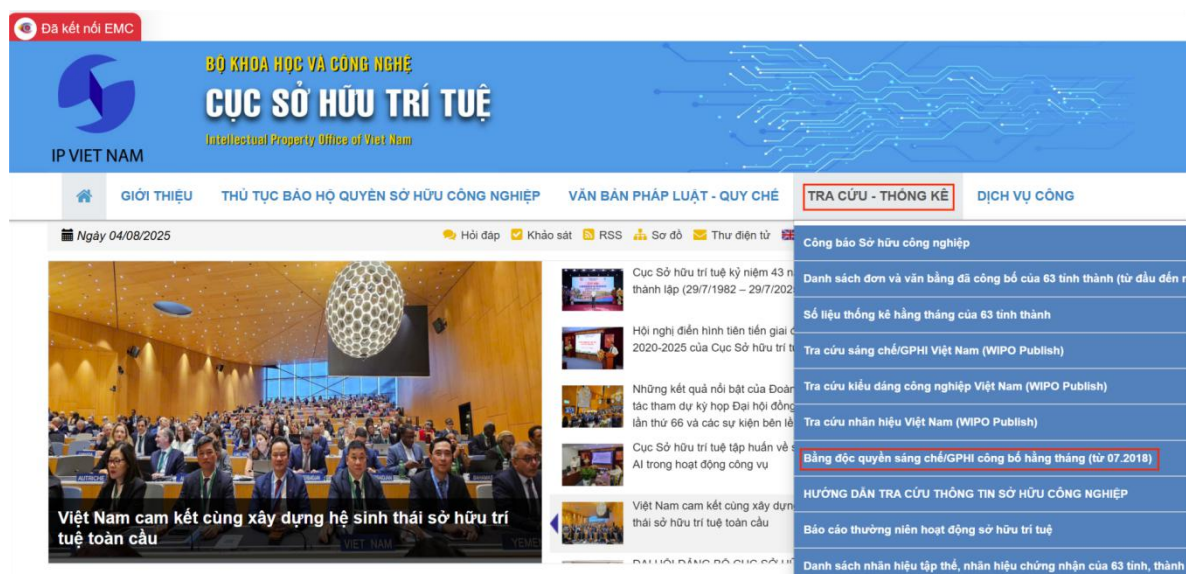 Đã kết nối EMC
BỘ KHOA HỌC VÀ CÔNG NGHỆ
CỤC SỞ HỮU TRÍ TUỆ
Intellectual Property Office of Viet Nam
IP VIET NAM
GIỚI THIỆU THỦ TỤC BẢO HỘ QUYỀN SỞ HỮU CÔNG NGHIỆP VĂN BẢN PHÁP LUẬT - QUY CHẾ TRA CỨU - THỐNG KÊ DỊCH VỤ CÔNG
Ngày 04/08/2025 Hỏi đáp Khảo sát RSS Sơ đồ Thư điện tử
Công báo Sở hữu công nghiệp
Danh sách đơn và văn bằng đã công bố của 63 tỉnh thành (từ đầu đến
Số liệu thống kê hằng tháng của 63 tỉnh thành
Tra cứu sáng chế/GPHI Việt Nam (WIPO Publish)
Tra cứu kiểu dáng công nghiệp Việt Nam (WIPO Publish)
Tra cứu nhãn hiệu Việt Nam (WIPO Publish)
Bằng độc quyền sáng chế/GPHI công bố hằng tháng (từ 07.2018)
HƯỚNG DẪN TRA CỨU THÔNG TIN SỞ HỮU CÔNG NGHIỆP
Báo cáo thường niên hoạt động sở hữu trí tuệ
Danh sách nhãn hiệu tập thể, nhãn hiệu chứng nhận của 63 tỉnh, thành
Cục Sở hữu trí tuệ kỷ niệm 43 n
thành lập (29/7/1982 – 29/7/202
Hội nghị điển hình tiên tiến giai
2020-2025 của Cục Sở hữu trí t
Những kết quả nổi bật của Đoàn
tác tham dự kỳ họp Đại hội đồng
lần thứ 66 và các sự kiện bên lề
Cục Sở hữu trí tuệ tập huấn về
AI trong hoạt động công vụ
Việt Nam cam kết cùng xây dựn
thái sở hữu trí tuệ toàn cầu
AUTRICHE
VIET NAM
YEMEN
Việt Nam cam kết cùng xây dựng hệ sinh thái sở hữu trí
tuệ toàn cầu